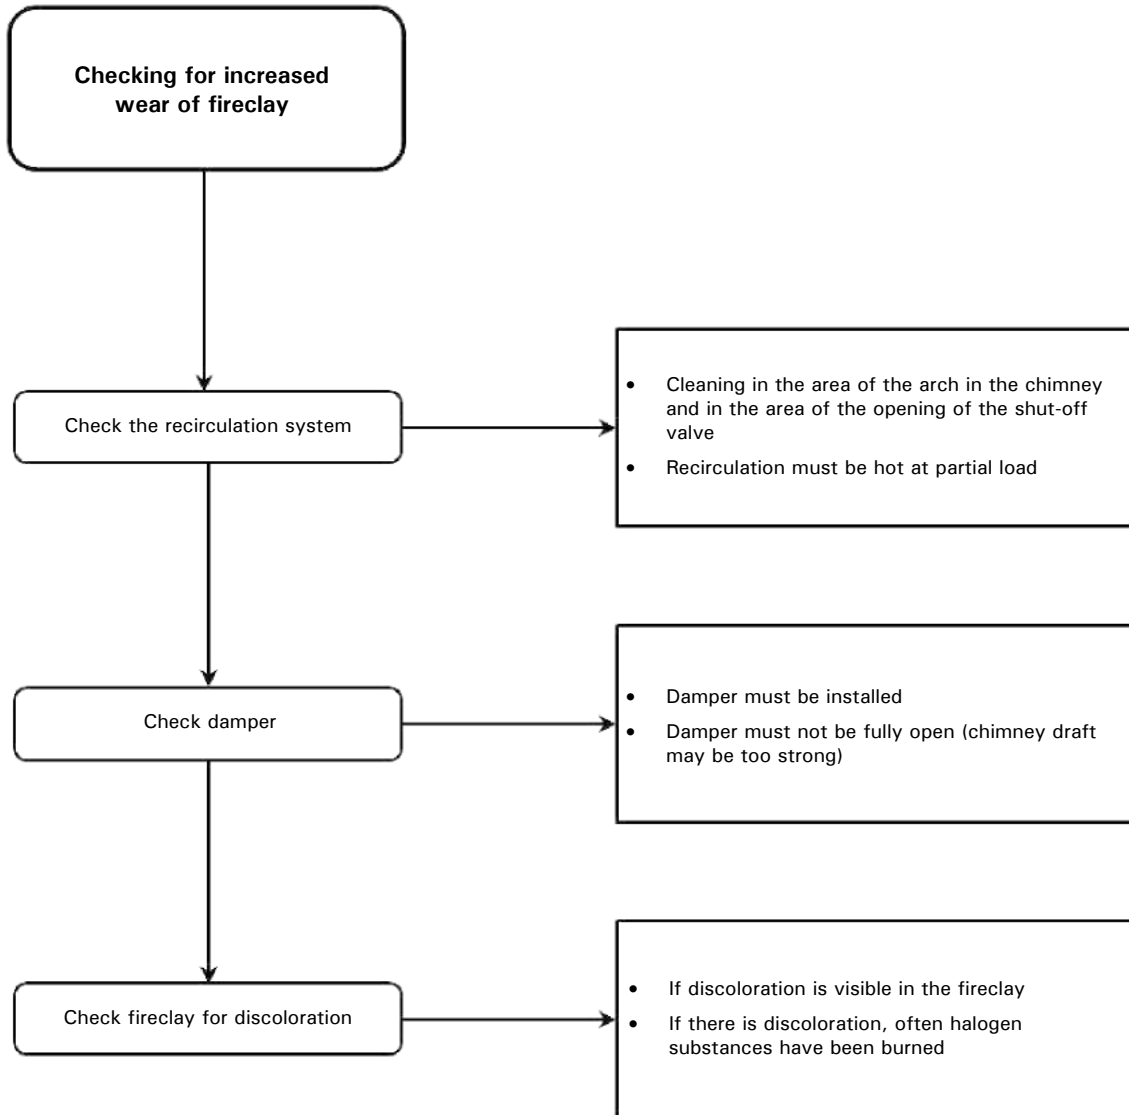 Checking for increased
wear of fireclay
Check the recirculation system
• Cleaning in the area of the arch in the chimney
and in the area of the opening of the shut-off
valve
• Recirculation must be hot at partial load
Check damper
• Damper must be installed
• Damper must not be fully open (chimney draft
may be too strong)
Check fireclay for discoloration
• If discoloration is visible in the fireclay
• If there is discoloration, often halogen
substances have been burned